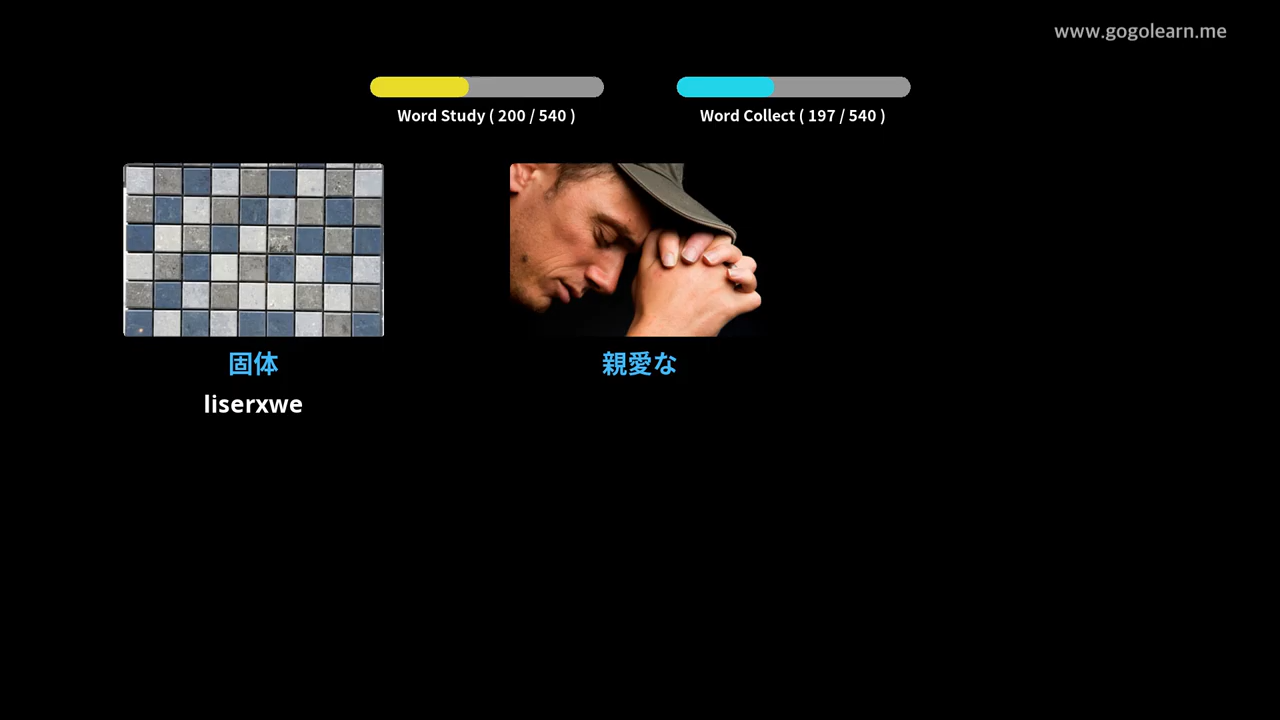 www.gogolearn.me
Word Study ( 200 / 540 )
Word Collect ( 197 / 540 )
固体
親愛な
liserxwe